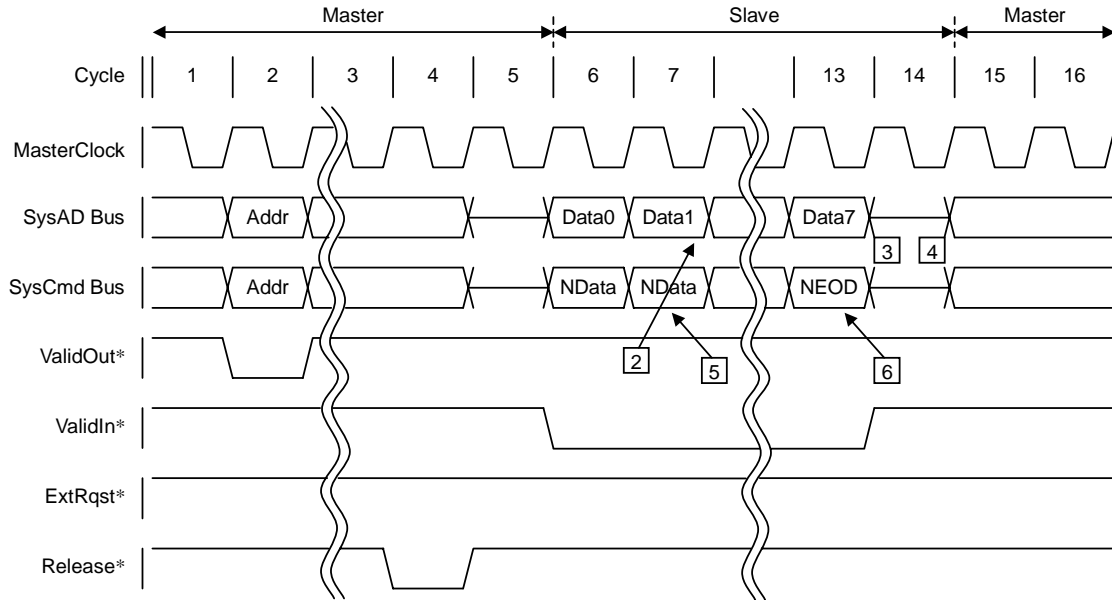 Master Slave Master
Cycle 1 2 3 4 5 6 7 13 14 15 16
MasterClock
SysAD Bus Addr Data0 Data1 Data7
3 4
SysCmd Bus Addr NData NData NEOD
2 5 6
ValidOut*
ValidIn*
ExtRqst*
Release*